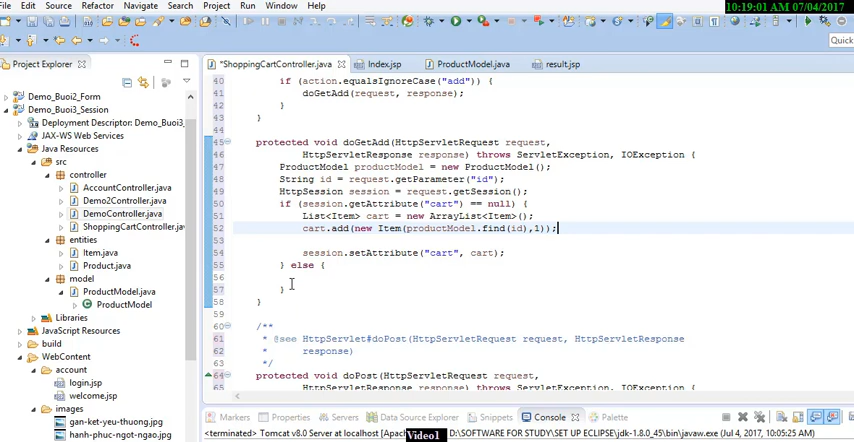 10:19:01 AM 07/04/2017
File Edit Source Refactor Navigate Search Project Run Window Help
Quick
Project Explorer
*ShoppingCartController.java Index.jsp ProductModel.java result.jsp
Demo_Buoi2_Form
Demo_Buoi3_Session
Deployment Descriptor: Demo_Buoi3_
JAX-WS Web Services
Java Resources
src
controller
AccountController.java
Demo2Controller.java
DemoController.java
ShoppingCartController.java
entities
Item.java
Product.java
model
ProductModel.java
ProductModel
Libraries
JavaScript Resources
build
WebContent
account
login.jsp
welcome.jsp
images
gan-ket-yeu-thuong.jpg
hanh-phuc-ngot-ngao.jpg
40 if (action.equalsIgnoreCase("add")) {
41 doGetAdd(request, response);
42 }
43 }
44
45 protected void doGetAdd(HttpServletRequest request,
46 HttpServletResponse response) throws ServletException, IOException {
47 ProductModel productModel = new ProductModel();
48 String id = request.getParameter("id");
49 HttpSession session = request.getSession();
50 if (session.getAttribute("cart") == null) {
51 List<Item> cart = new ArrayList<Item>();
52 cart.add(new Item(productModel.find(id),1));
53
54 session.setAttribute("cart", cart);
55 } else {
56
57 }
58 }
59
60 /**
61 * @see HttpServlet#doPost(HttpServletRequest request, HttpServletResponse
62 * response)
63 */
64 protected void doPost(HttpServletRequest request,
65 HttpServletResponse response) throws ServletException, IOException {
Markers Properties Servers Data Source Explorer Snippets Console Palette
<terminated> Tomcat v8.0 Server at localhost [Apac D:\SOFTWARE FOR STUDY\SET UP ECLIPSE\jdk-1.8.0_45\bin\javaw.exe (Jul 4, 2017, 10:05:25 AM)
Video1